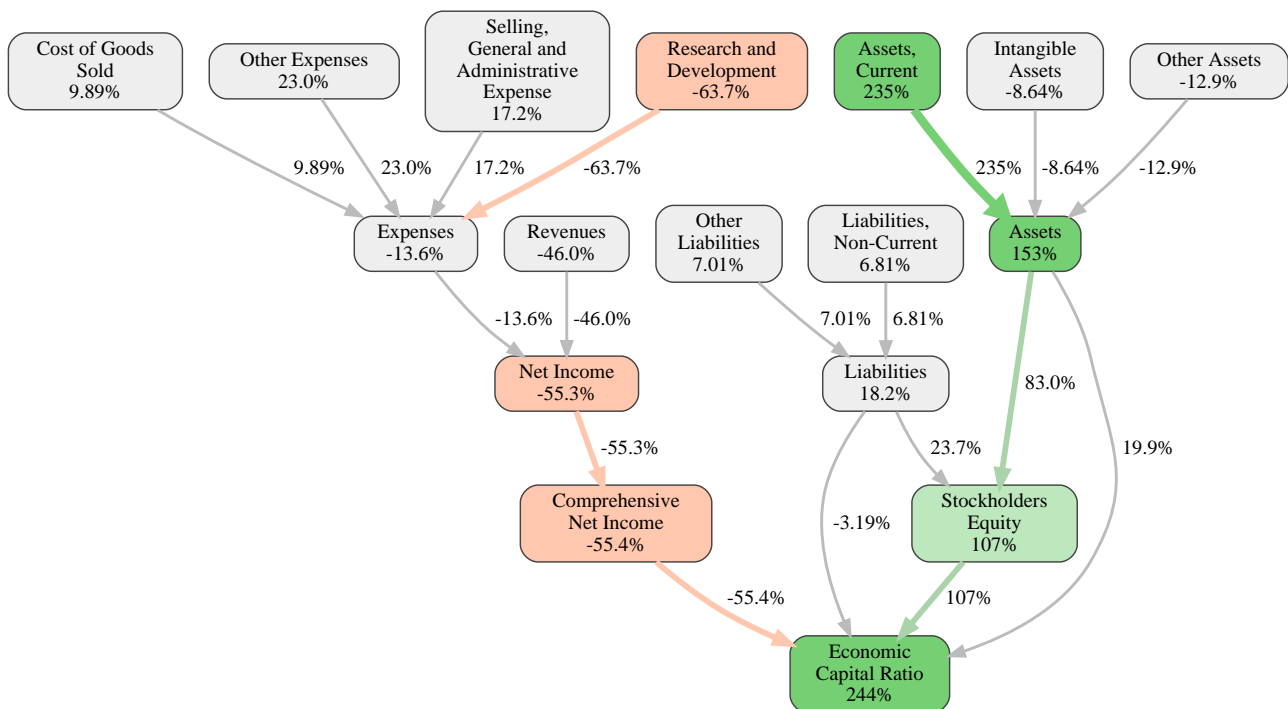 Cost of Goods
Sold
9.89%
Other Expenses
23.0%
Selling,
General and
Administrative
Expense
17.2%
Research and
Development
-63.7%
Assets,
Current
235%
Intangible
Assets
-8.64%
Other Assets
-12.9%
9.89%
23.0%
17.2%
-63.7%
235%
-8.64%
-12.9%
Expenses
-13.6%
Revenues
-46.0%
Other
Liabilities
7.01%
Liabilities,
Non-Current
6.81%
Assets
153%
-13.6%
-46.0%
7.01%
6.81%
Net Income
-55.3%
Liabilities
18.2%
83.0%
-55.3%
23.7%
19.9%
Comprehensive
Net Income
-55.4%
-3.19%
Stockholders
Equity
107%
-55.4%
107%
Economic
Capital Ratio
244%